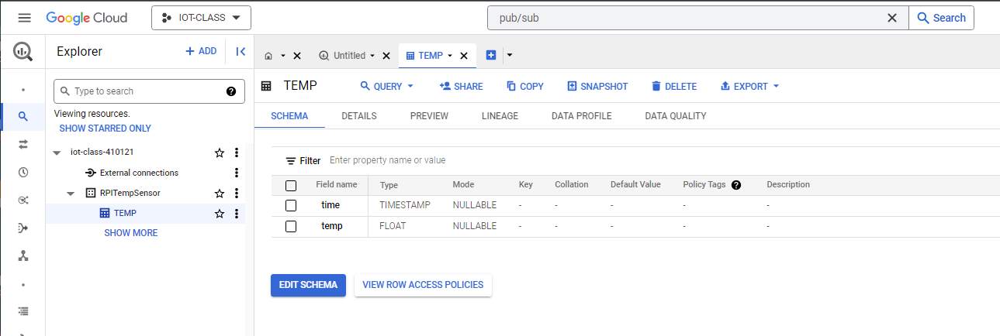 Google Cloud IOT-CLASS pub/sub Search
Explorer + ADD Untitled TEMP
Type to search ?
Viewing resources.
SHOW STARRED ONLY
iot-class-410121
External connections
RPITempSensor
TEMP
SHOW MORE
TEMP QUERY SHARE COPY SNAPSHOT DELETE EXPORT
SCHEMA DETAILS PREVIEW LINEAGE DATA PROFILE DATA QUALITY
Filter Enter property name or value
Field name Type Mode Key Collation Default Value Policy Tags ? Description
time TIMESTAMP NULLABLE - - - - -
temp FLOAT NULLABLE - - - - -
EDIT SCHEMA VIEW ROW ACCESS POLICIES